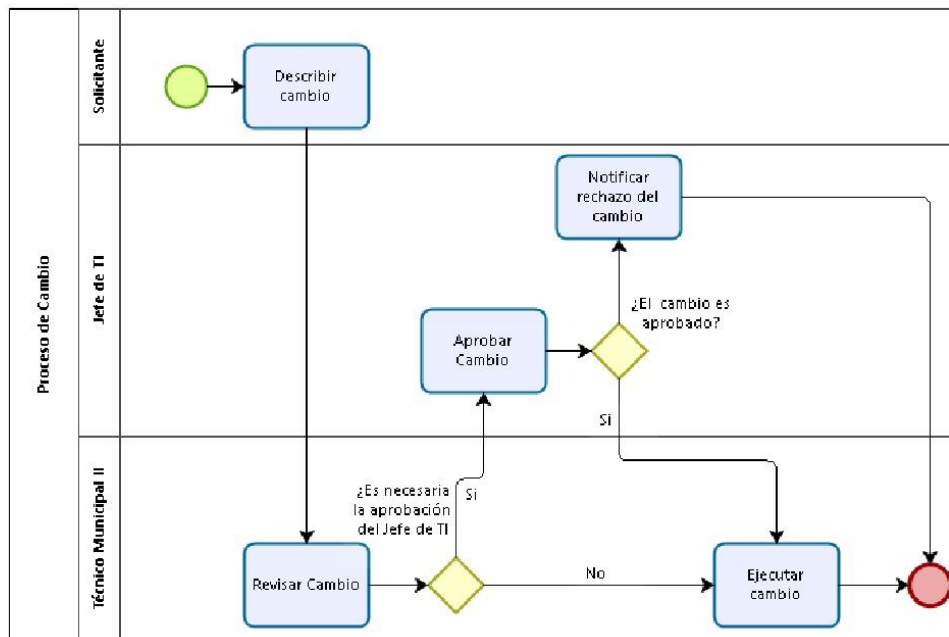 Proceso de Cambio
Solicitante
Describir
cambio
Jefe de TI
Notificar
rechazo del
cambio
¿El cambio es
aprobado?
Aprobar
Cambio
Si
Técnico Municipal II
¿Es necesaria
la aprobación
del Jefe de TI
Si
Revisar Cambio
No
Ejecutar
cambio